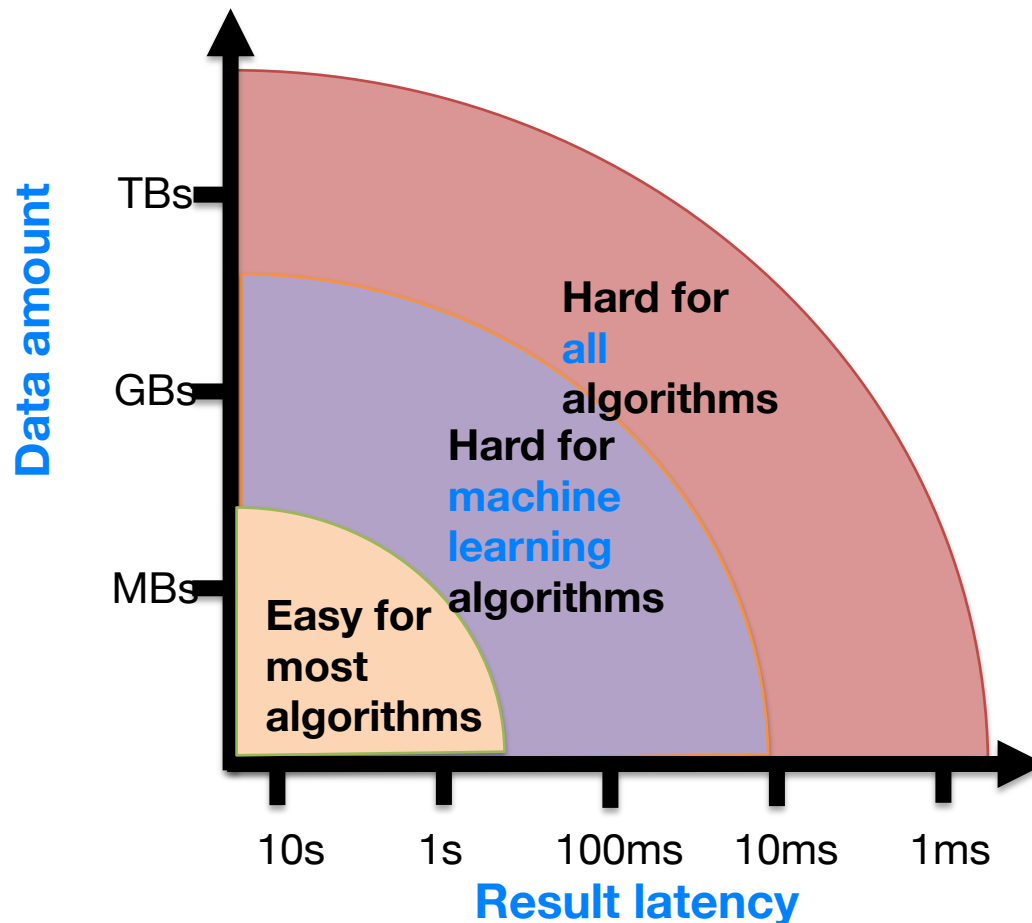 Data amount
TBs
GBs
MBs
Hard for
all
algorithms
Hard for
machine
learning
algorithms
Easy for
most
algorithms
10s 1s 100ms 10ms 1ms
Result latency